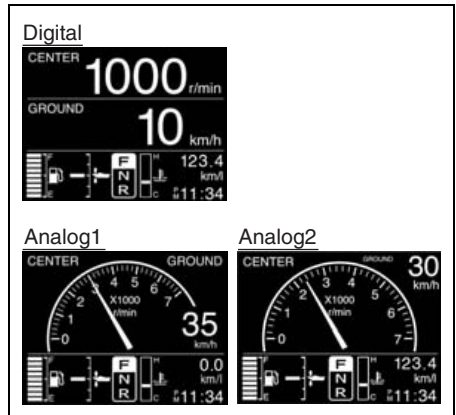 Digital
CENTER
1000 r/min
GROUND
10 km/h
F
E
F
N
R
H
C
123.4
km/l
PM 11:34
Analog1
CENTER GROUND
0 1 2 3 4 5 6 7
X1000
r/min
35
km/h
F
E
F
N
R
H
C
0.0
km/l
11:34
Analog2
CENTER GROUND 30
km/h
0 1 2 3 4 5 6 7
X1000
r/min
F
E
F
N
R
H
C
123.4
km/l
11:34